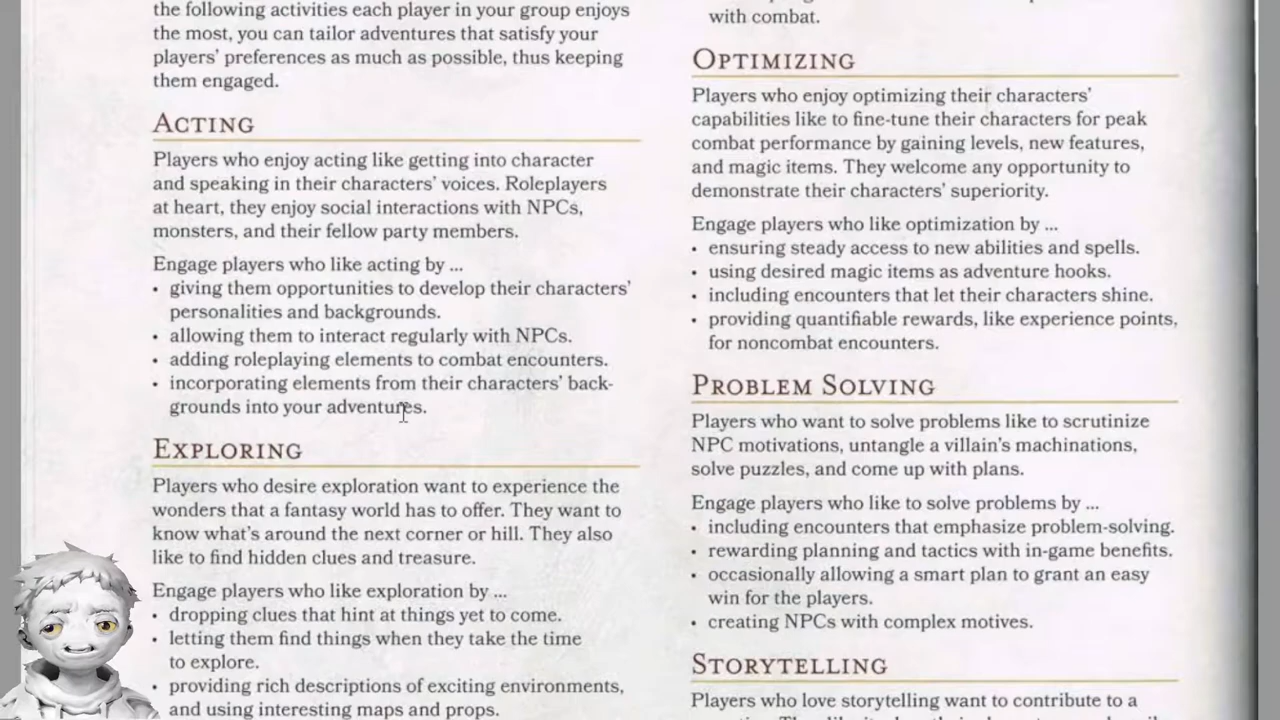 the following activities each player in your group enjoys
the most, you can tailor adventures that satisfy your
players' preferences as much as possible, thus keeping
them engaged.
ACTING
Players who enjoy acting like getting into character
and speaking in their characters' voices. Roleplayers
at heart, they enjoy social interactions with NPCs,
monsters, and their fellow party members.
Engage players who like acting by ...
• giving them opportunities to develop their characters'
personalities and backgrounds.
• allowing them to interact regularly with NPCs.
• adding roleplaying elements to combat encounters.
• incorporating elements from their characters' back-
grounds into your adventures.
EXPLORING
Players who desire exploration want to experience the
wonders that a fantasy world has to offer. They want to
know what's around the next corner or hill. They also
like to find hidden clues and treasure.
Engage players who like exploration by ...
• dropping clues that hint at things yet to come.
• letting them find things when they take the time
to explore.
• providing rich descriptions of exciting environments,
and using interesting maps and props.
with combat.
OPTIMIZING
Players who enjoy optimizing their characters'
capabilities like to fine-tune their characters for peak
combat performance by gaining levels, new features,
and magic items. They welcome any opportunity to
demonstrate their characters' superiority.
Engage players who like optimization by ...
• ensuring steady access to new abilities and spells.
• using desired magic items as adventure hooks.
• including encounters that let their characters shine.
• providing quantifiable rewards, like experience points,
for noncombat encounters.
PROBLEM SOLVING
Players who want to solve problems like to scrutinize
NPC motivations, untangle a villain's machinations,
solve puzzles, and come up with plans.
Engage players who like to solve problems by ...
• including encounters that emphasize problem-solving.
• rewarding planning and tactics with in-game benefits.
• occasionally allowing a smart plan to grant an easy
win for the players.
• creating NPCs with complex motives.
STORYTELLING
Players who love storytelling want to contribute to a